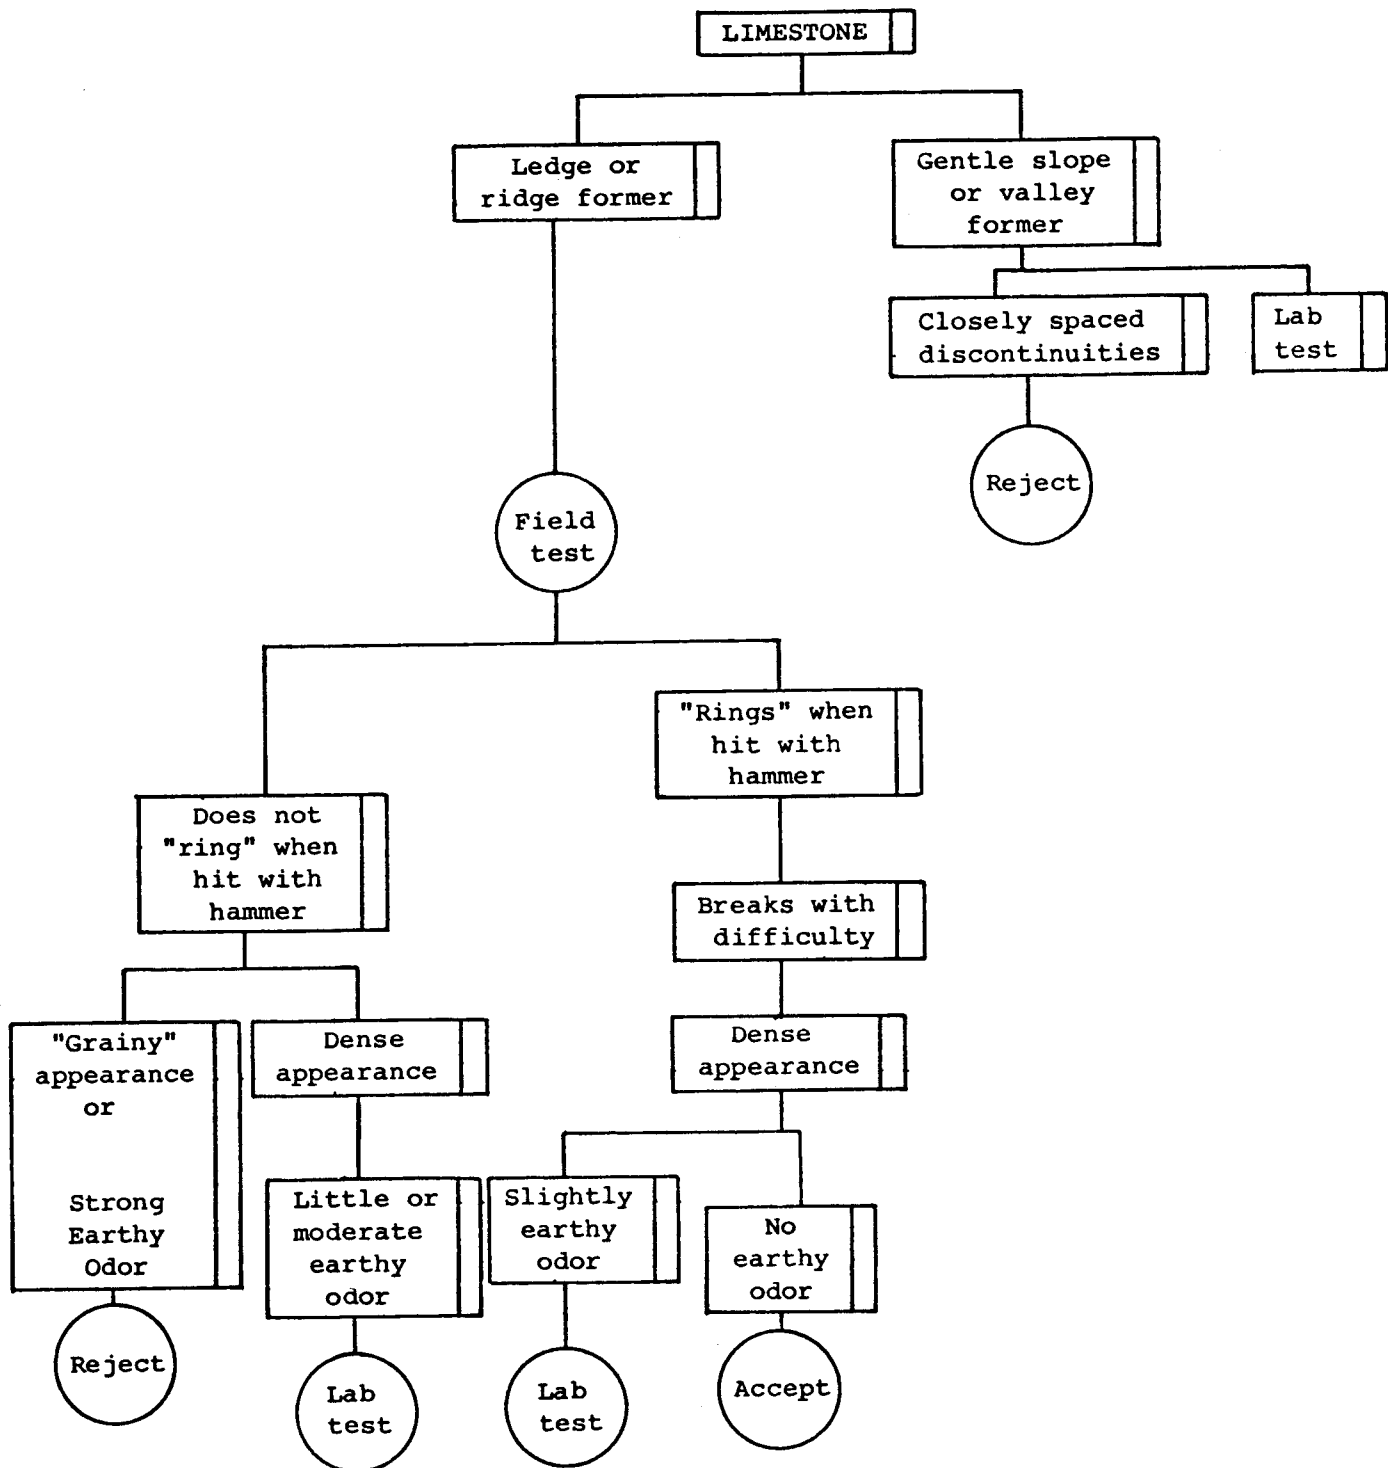 LIMESTONE
Ledge or
ridge former
Gentle slope
or valley
former
Closely spaced
discontinuities
Lab
test
Reject
Field
test
"Rings" when
hit with
hammer
Does not
"ring" when
hit with
hammer
Breaks with
difficulty
"Grainy"
appearance
or
Strong
Earthy
Odor
Dense
appearance
Dense
appearance
Little or
moderate
earthy
odor
Slightly
earthy
odor
No
earthy
odor
Reject
Lab
test
Lab
test
Accept